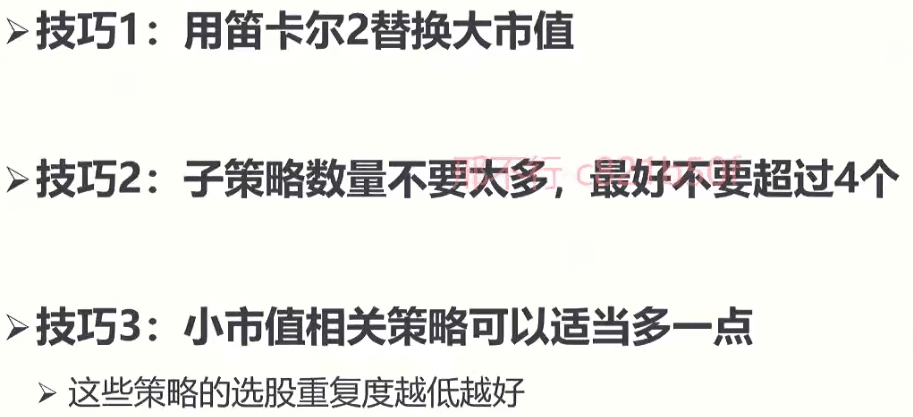 ➢技巧1：用笛卡尔2替换大市值
➢技巧2：子策略数量不要太多，最好不要超过4个
➢技巧3：小市值相关策略可以适当多一点
➢ 这些策略的选股重复度越低越好